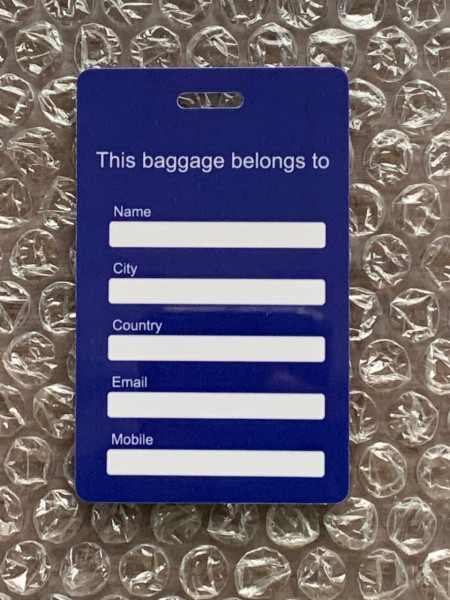 This baggage belongs to
Name
City
Country
Email
Mobile